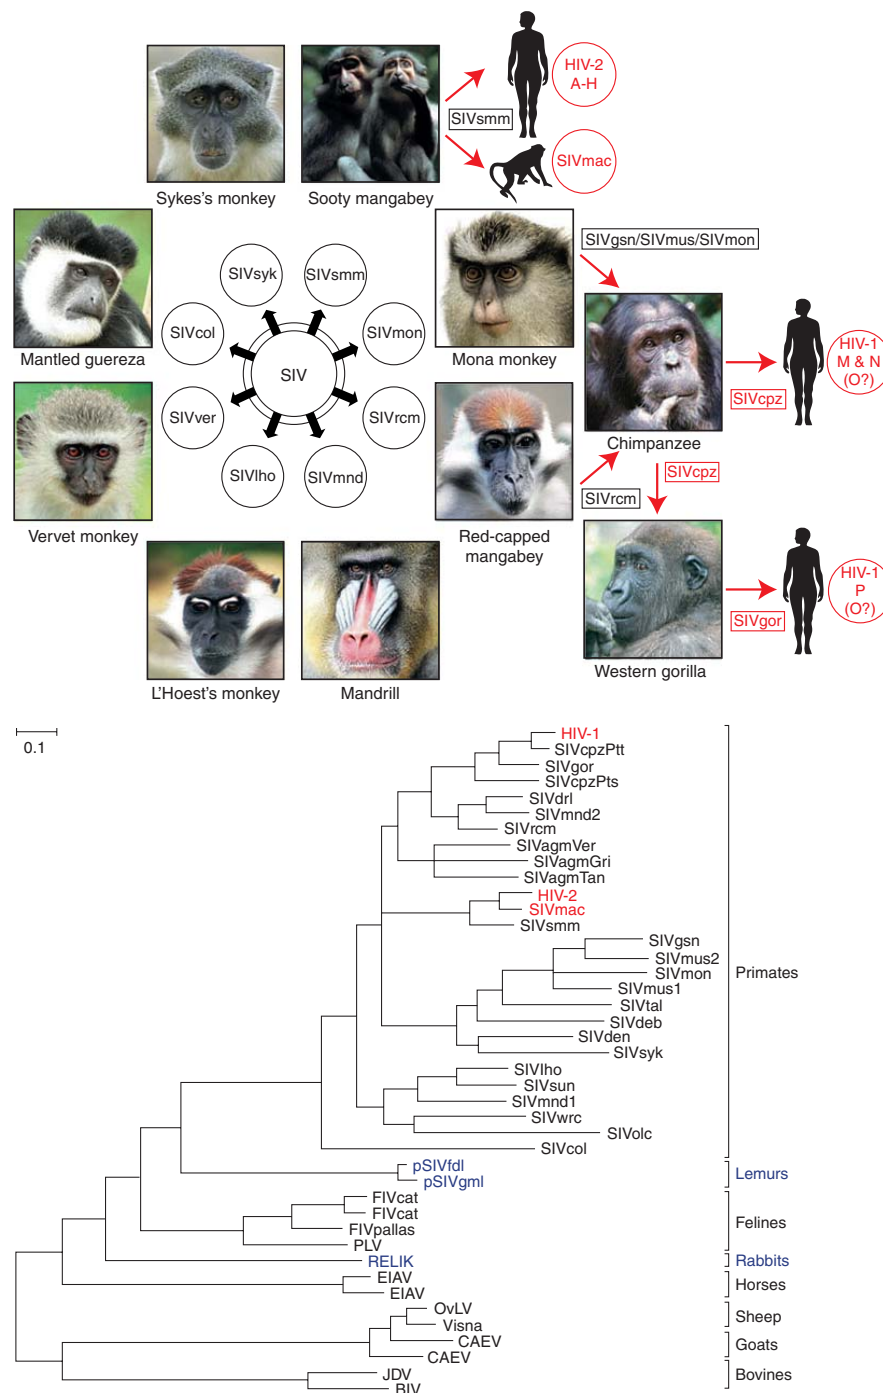 HIV-2
A-H
SIVsmm
SIVmac
Sykes's monkey
Sooty mangabey
SIVgsn/SIVmus/SIVmon
SIVsyk
SIVsmm
SIVcol
SIVmon
Mantled guereza
SIV
Mona monkey
HIV-1
M & N
(O?)
SIVcpz
SIVver
SIVrcm
Chimpanzee
SIVlho
SIVmnd
SIVcpz
SIVrcm
Vervet monkey
Red-capped
mangabey
HIV-1
P
(O?)
SIVgor
L'Hoest's monkey
Mandrill
Western gorilla
0.1
HIV-1
SIVcpzPtt
SIVgor
SIVcpzPts
SIVdrl
SIVmnd2
SIVrcm
SIVagmVer
SIVagmGri
SIVagmTan
HIV-2
SIVmac
SIVsmm
SIVgsn
SIVmus2
SIVmon
SIVmus1
SIVtal
SIVdeb
SIVden
SIVsyk
SIVlho
SIVsun
SIVmnd1
SIVwrc
SIVolc
SIVcol
Primates
pSIVfdl
pSIVgml
Lemurs
FIVcat
FIVcat
FIVpallas
PLV
Felines
RELIK
Rabbits
EIAV
EIAV
Horses
OvLV
Visna
Sheep
CAEV
CAEV
Goats
JDV
BIV
Bovines